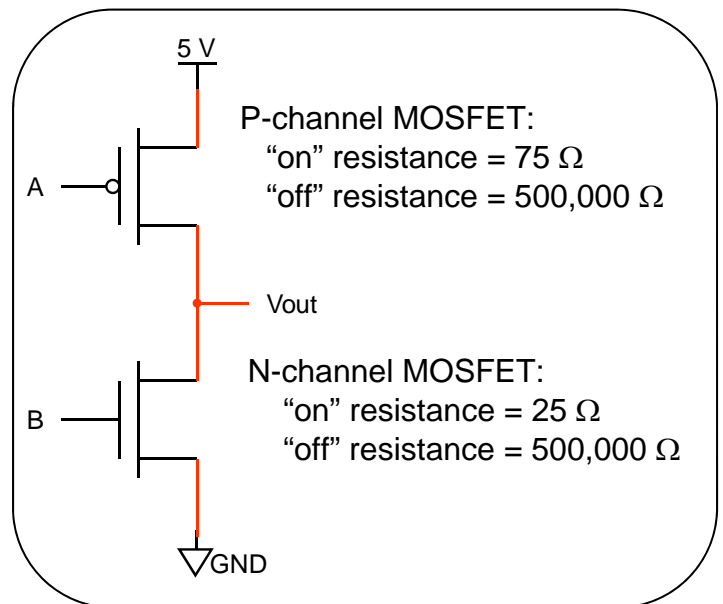 5 V
P-channel MOSFET:
“on” resistance = 75 Ω
“off” resistance = 500,000 Ω
A
Vout
N-channel MOSFET:
“on” resistance = 25 Ω
“off” resistance = 500,000 Ω
B
GND